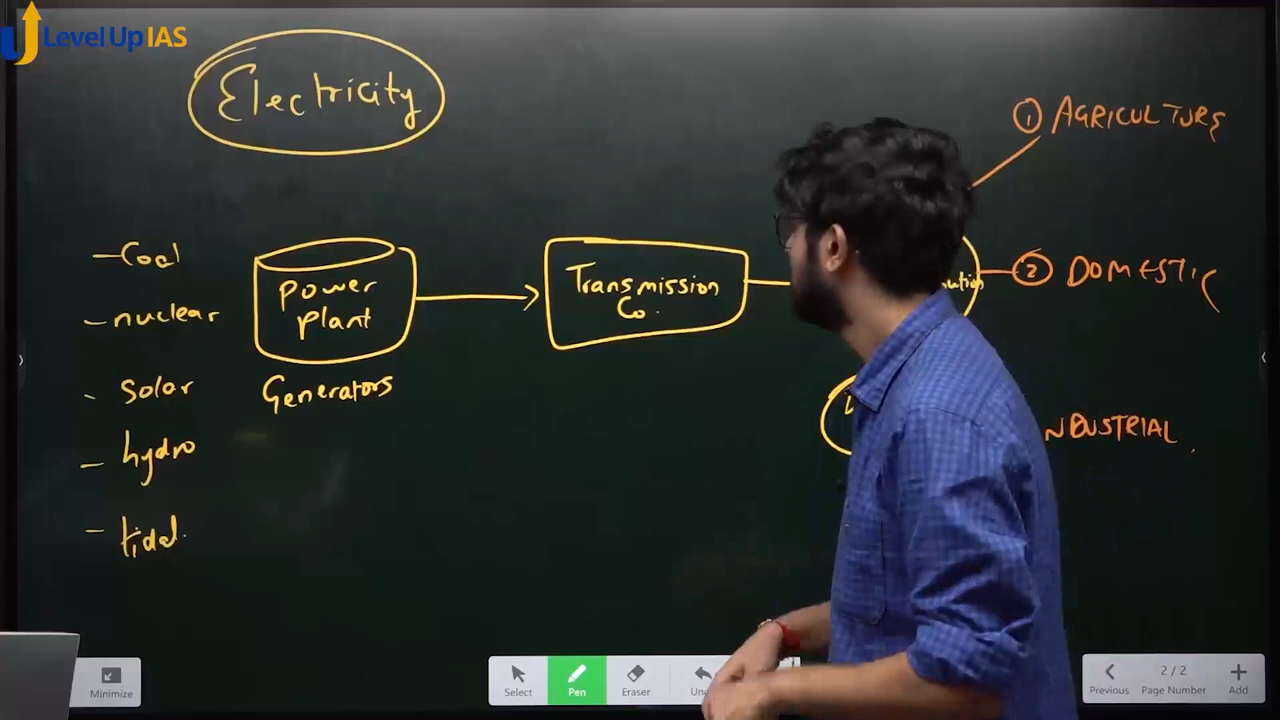 Level Up IAS
Electricity
① AGRICULTURE
② DOMESTIC
NDUSTRIAL
- Coal
- nuclear
- Solar
- hydro
- tidal.
Power
Plant
Generators
Transmission
Co.
Minimize
Select
Pen
Eraser
Previous
2 / 2
Page Number
Add